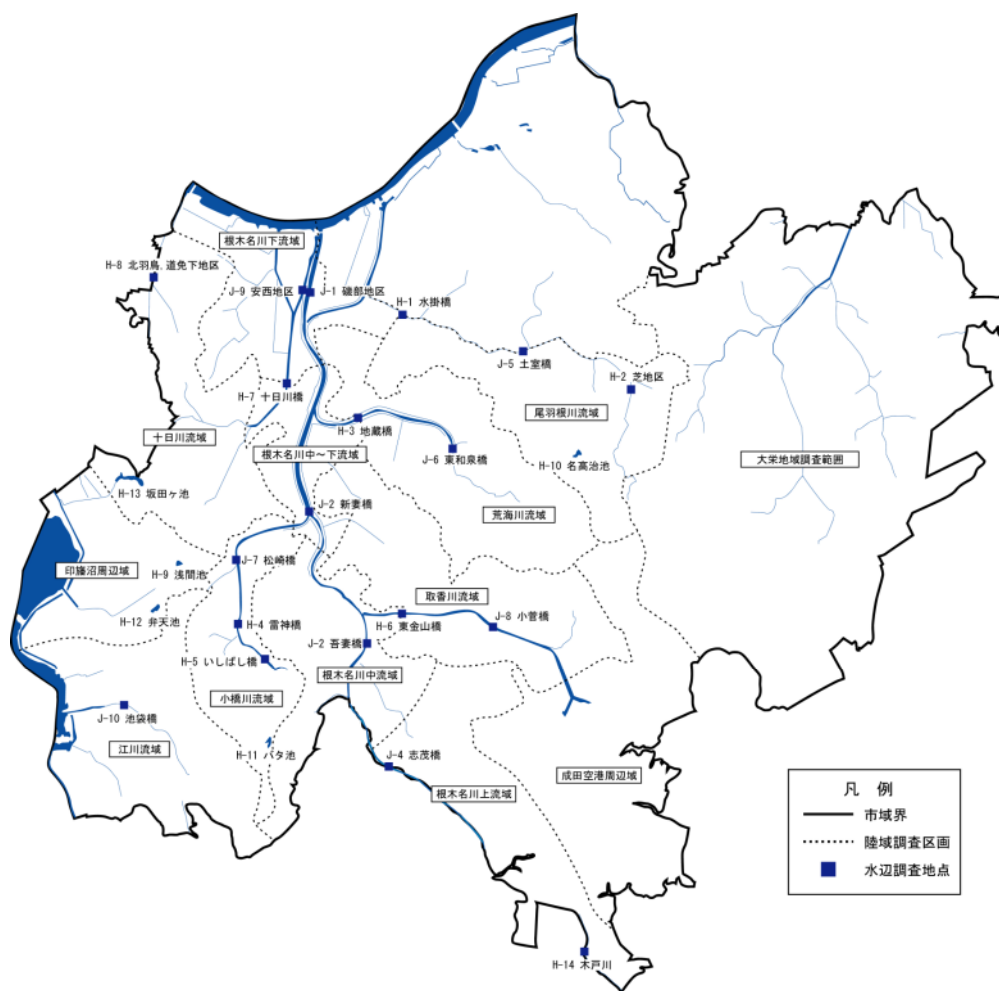 根木名川下流域
H-8 北羽鳥.道免下地区
J-9 安西地区
J-1 磯部地区
H-1 水掛橋
J-5 土室橋
H-2 芝地区
H-7 十日川橋
尾羽根川流域
H-3 地蔵橋
十日川流域
根木名川中～下流域
J-6 東和泉橋
H-10 名高治池
大栄地域調査範囲
H-13 坂田ヶ池
J-2 新妻橋
荒海川流域
J-7 松崎橋
印旛沼周辺域
H-9 浅間池
取香川流域
H-12 弁天池
H-4 雷神橋
H-6 東金山橋
J-8 小菅橋
J-2 吾妻橋
H-5 いしばし橋
根木名川中流域
小橋川流域
J-10 池袋橋
江川流域
H-11 バタ池
J-4 志茂橋
成田空港周辺域
根木名川上流域
凡 例
市域界
陸域調査区画
水辺調査地点
H-14 木戸川